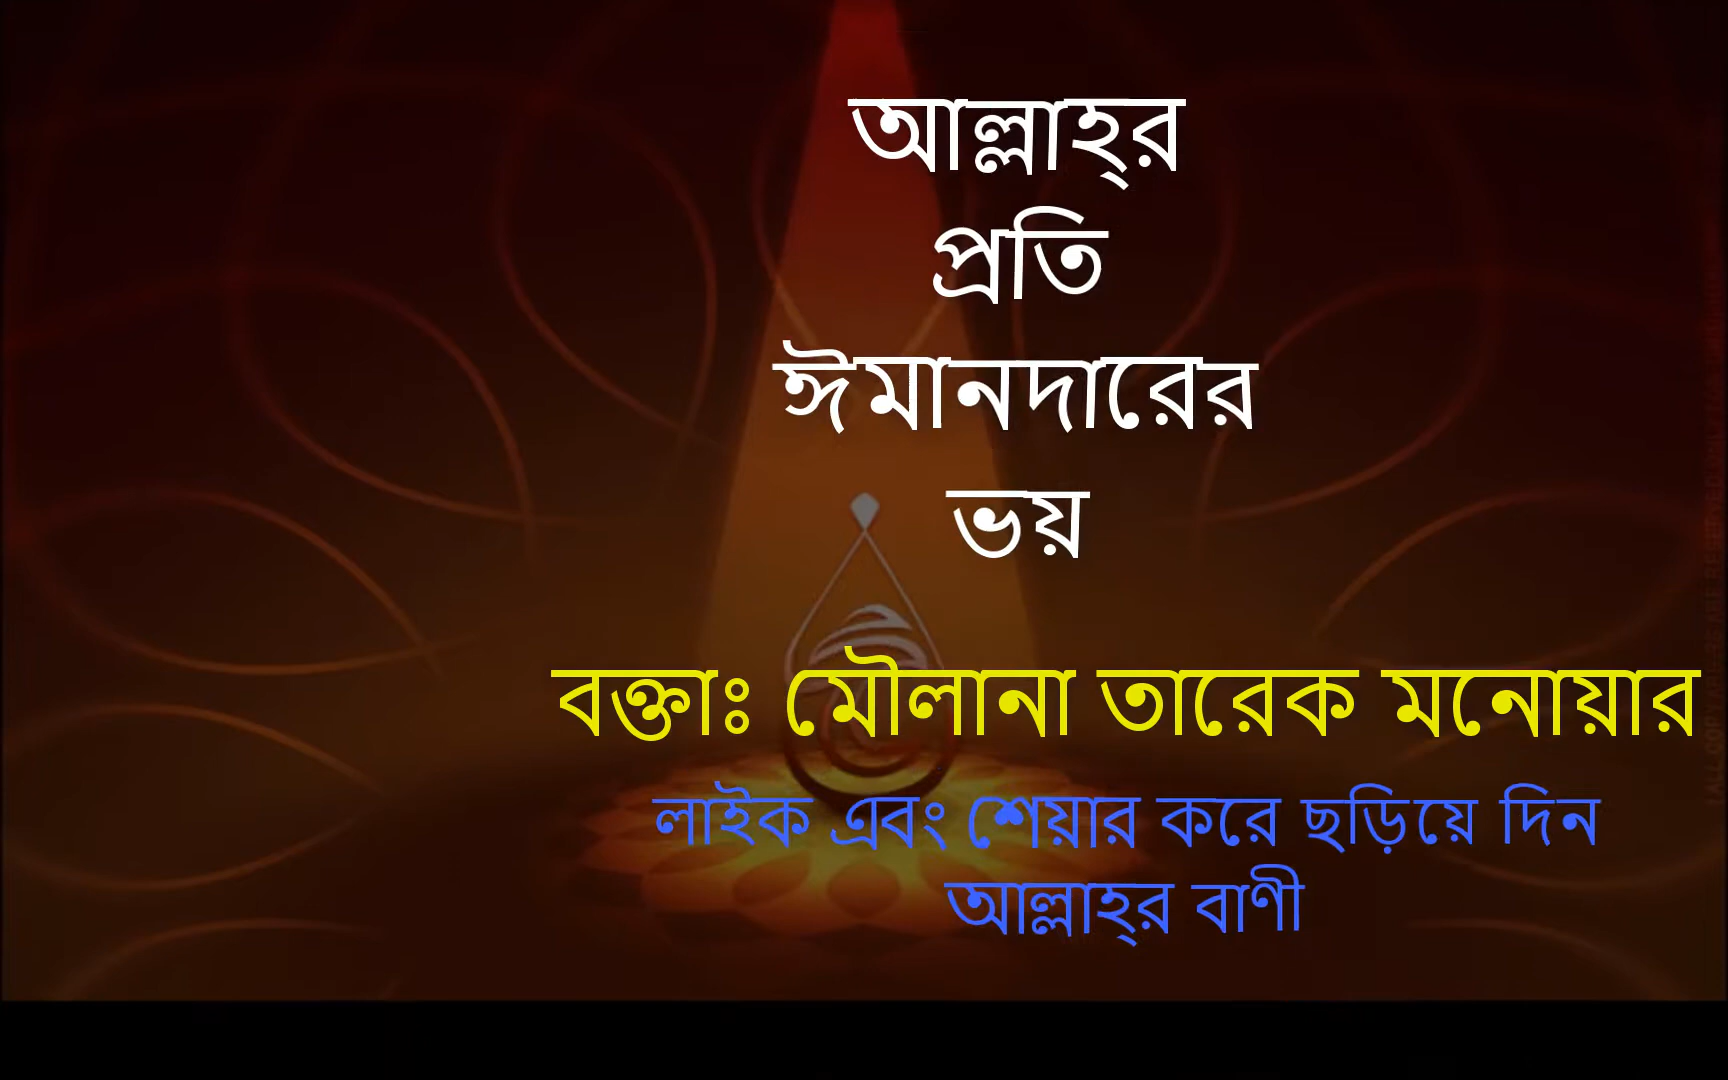 আল্লাহ্‌র
প্রতি
ঈমানদারের
ভয়
বক্তাঃ মৌলানা তারেক মনোয়ার
লাইক এবং শেয়ার করে ছড়িয়ে দিন
আল্লাহ্‌র বাণী